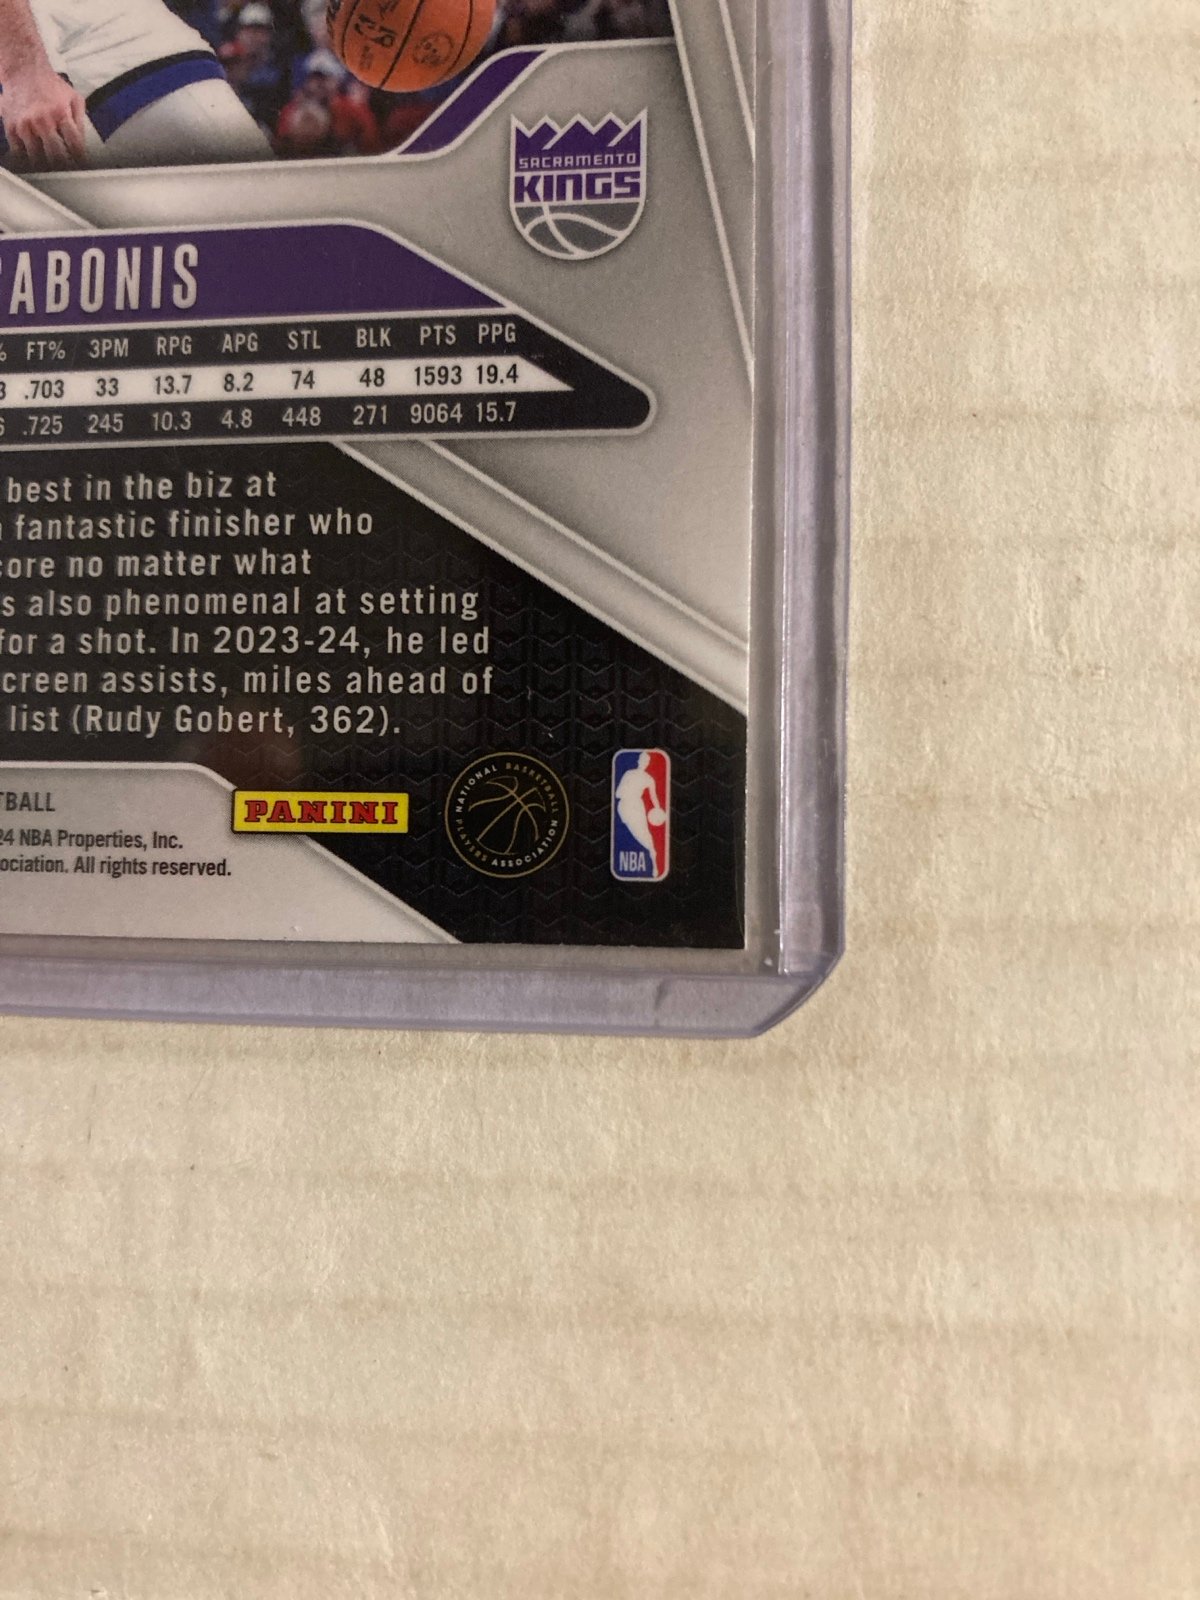 SACRAMENTO
KINGS
ABONIS
% FT% 3PM RPG APG STL BLK PTS PPG
3 .703 33 13.7 8.2 74 48 1593 19.4
.725 245 10.3 4.8 448 271 9064 15.7
best in the biz at
fantastic finisher who
core no matter what
s also phenomenal at setting
for a shot. In 2023-24, he led
creen assists, miles ahead of
list (Rudy Gobert, 362).
TBALL
24 NBA Properties, Inc.
ociation. All rights reserved.
PANINI
NATIONAL BASKETBALL
PLAYERS ASSOCIATION
NBA